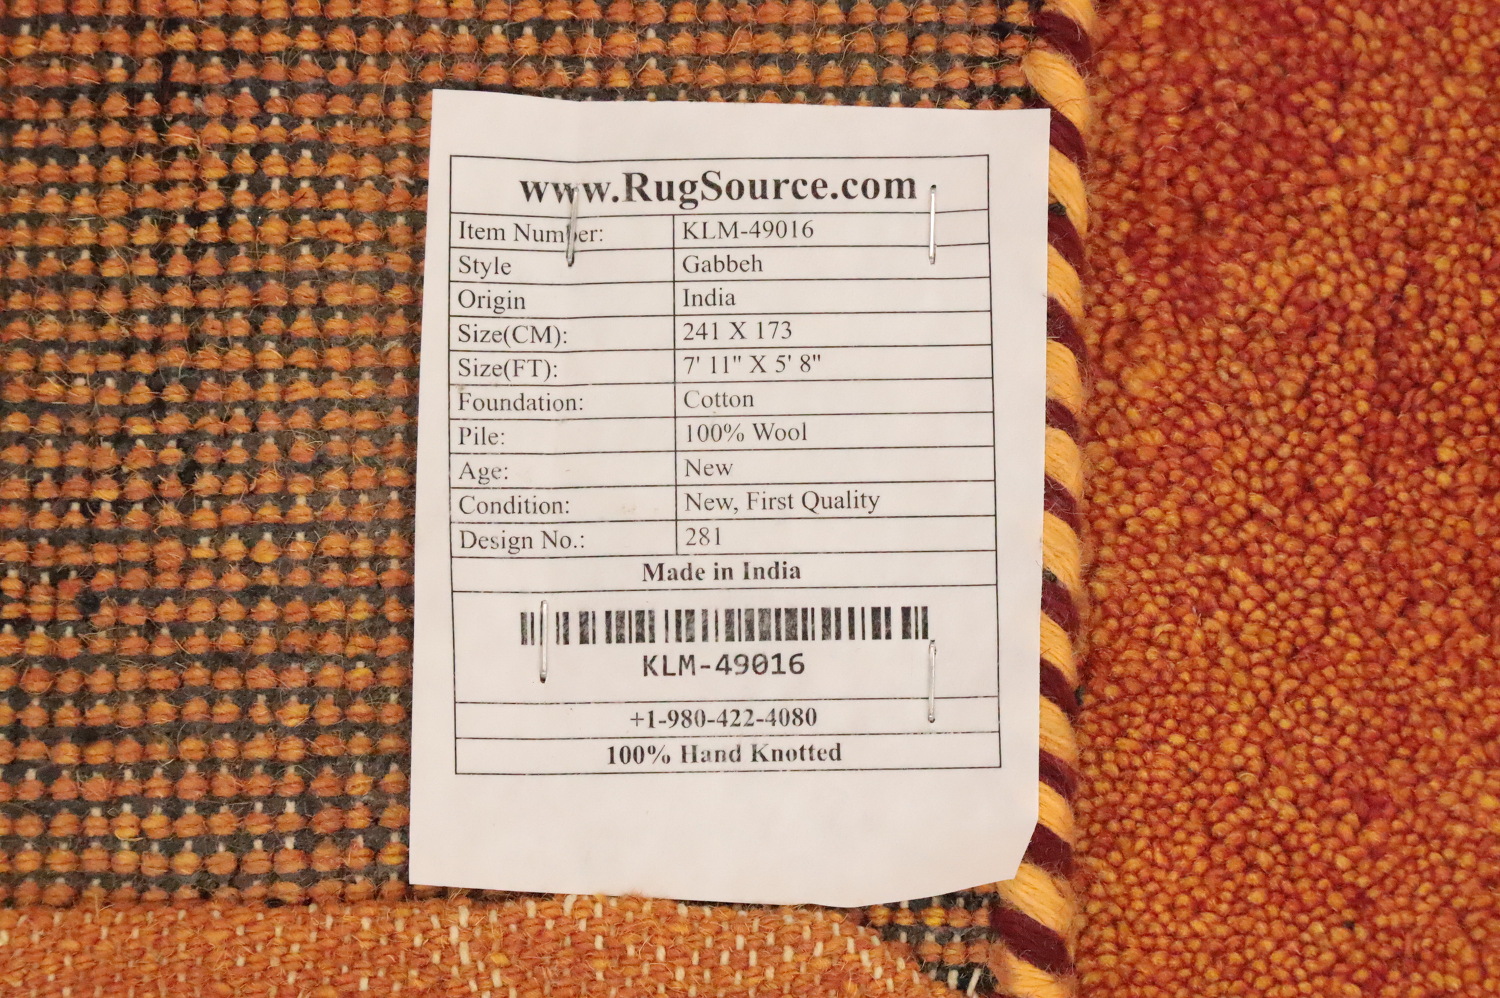 www.RugSource.com
Item Number: KLM-49016
Style Gabbeh
Origin India
Size(CM): 241 X 173
Size(FT): 7' 11" X 5' 8"
Foundation: Cotton
Pile: 100% Wool
Age: New
Condition: New, First Quality
Design No.: 281
Made in India
KLM-49016
+1-980-422-4080
100% Hand Knotted